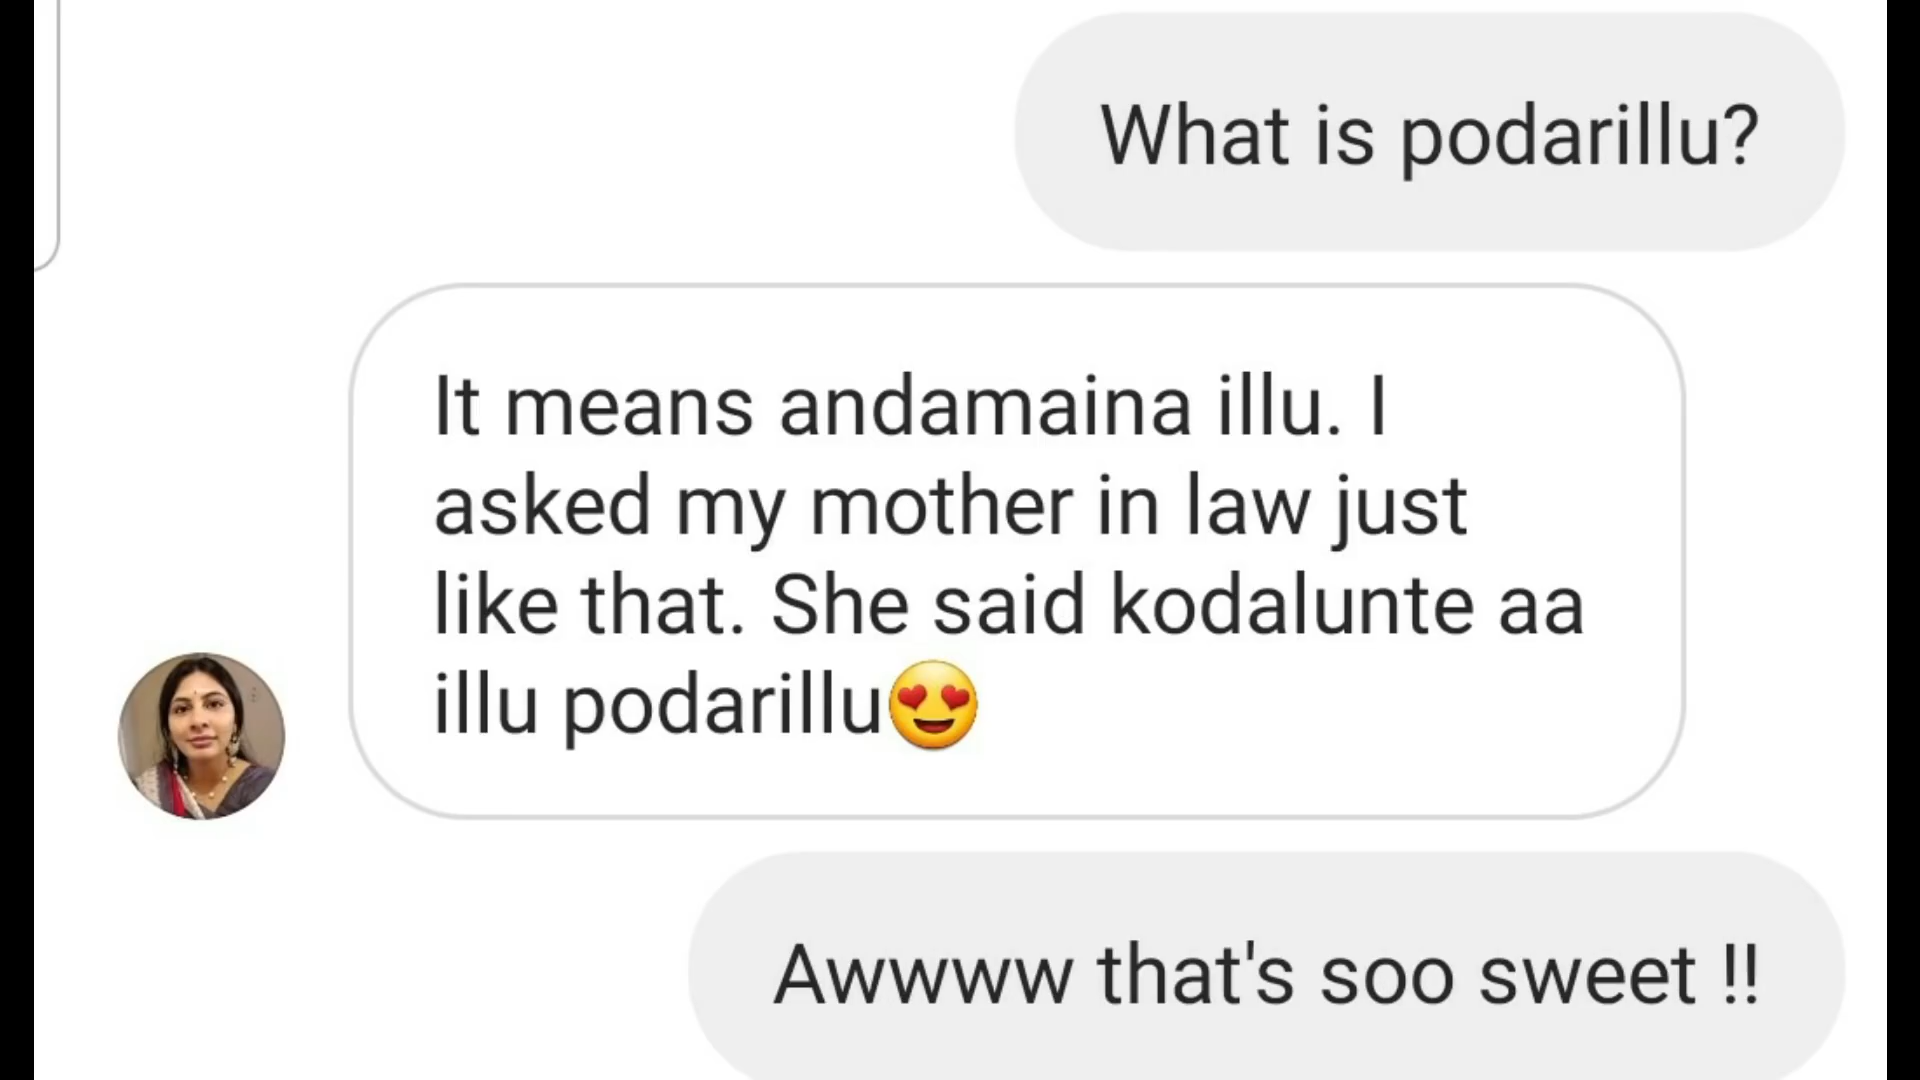 What is podarillu?
It means andamaina illu. I
asked my mother in law just
like that. She said kodalunte aa
illu podarillu😍
Awwww that's soo sweet !!